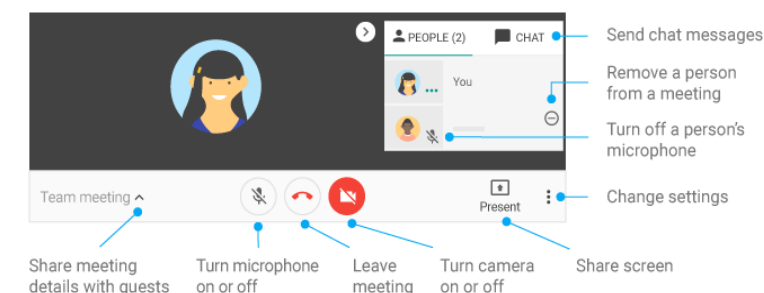 PEOPLE (2)
CHAT
Send chat messages
You
Remove a person
from a meeting
Turn off a person's
microphone
Team meeting
Present
Change settings
Share meeting
details with guests
Turn microphone
on or off
Leave
meeting
Turn camera
on or off
Share screen